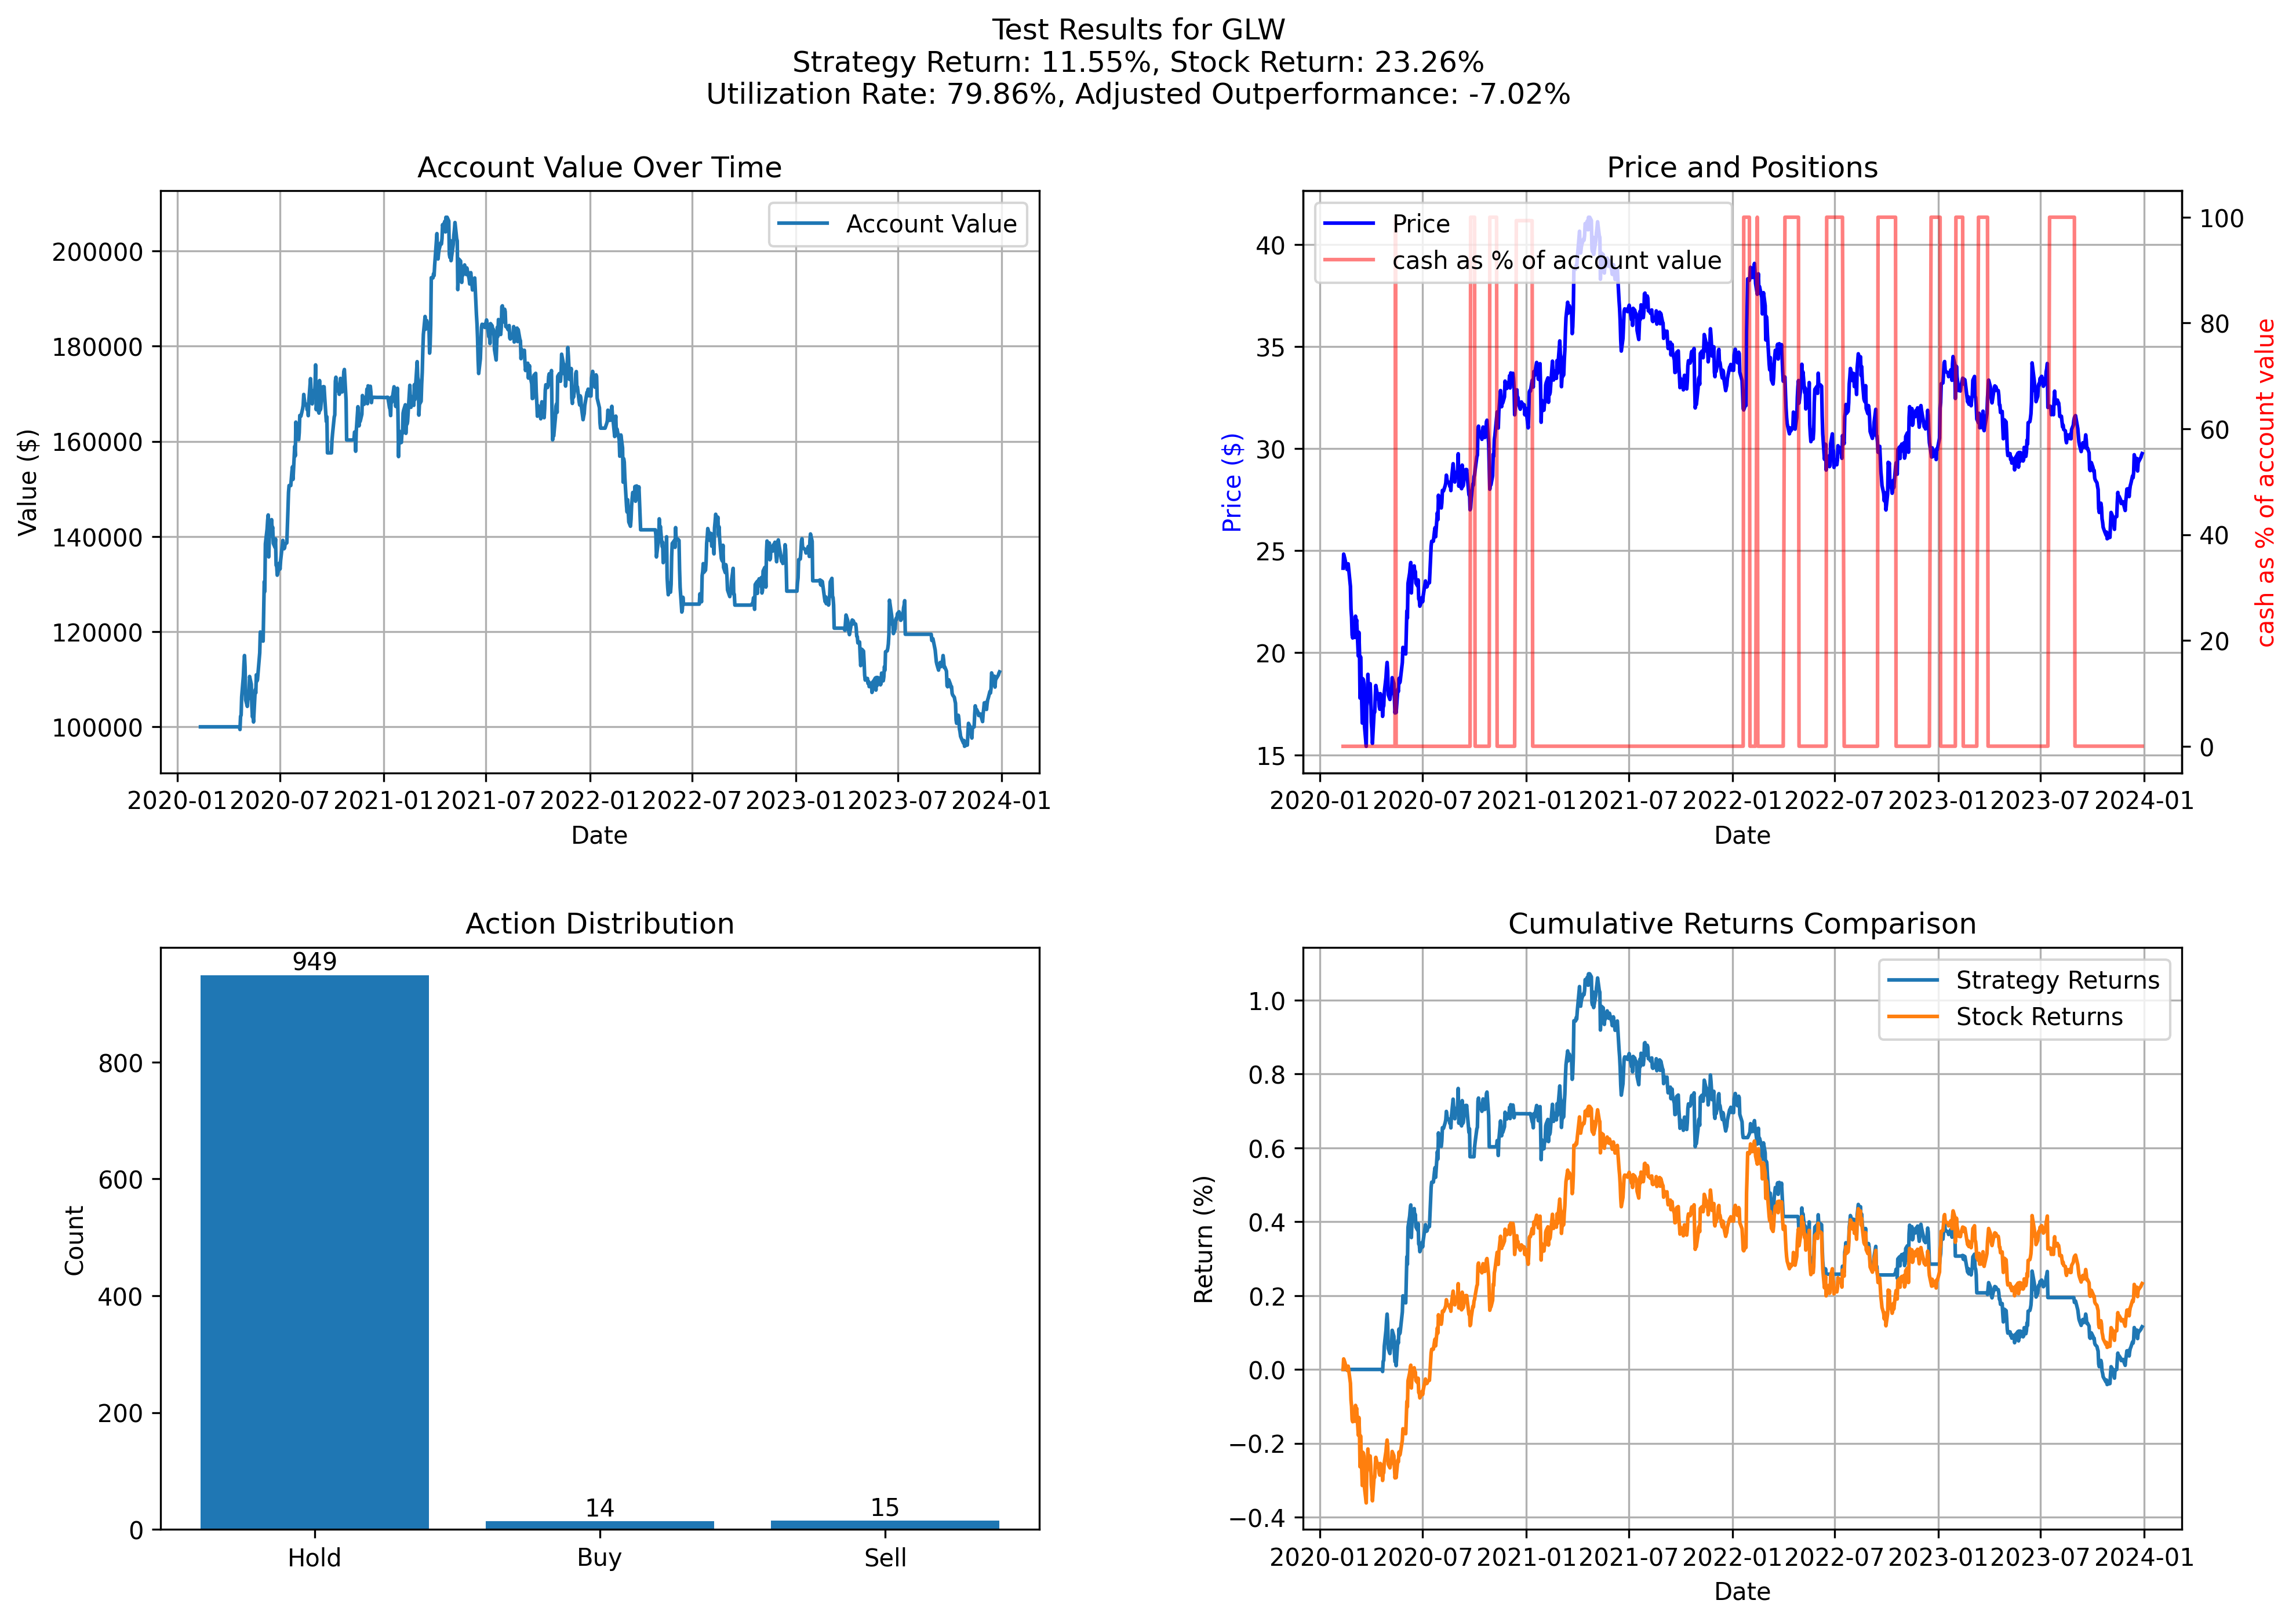 Test Results for GLW
Strategy Return: 11.55%, Stock Return: 23.26%
Utilization Rate: 79.86%, Adjusted Outperformance: -7.02%
Account Value Over Time
Account Value
Value ($)
200000
180000
160000
140000
120000
100000
2020-01 2020-07 2021-01 2021-07 2022-01 2022-07 2023-01 2023-07 2024-01
Date
Price and Positions
Price
cash as % of account value
Price ($)
40
35
30
25
20
15
100
80
60
40
20
0
cash as % of account value
2020-01 2020-07 2021-01 2021-07 2022-01 2022-07 2023-01 2023-07 2024-01
Date
Action Distribution
Count
800
600
400
200
0
949
14
15
Hold Buy Sell
Cumulative Returns Comparison
Strategy Returns
Stock Returns
Return (%)
1.0
0.8
0.6
0.4
0.2
0.0
−0.2
−0.4
2020-01 2020-07 2021-01 2021-07 2022-01 2022-07 2023-01 2023-07 2024-01
Date